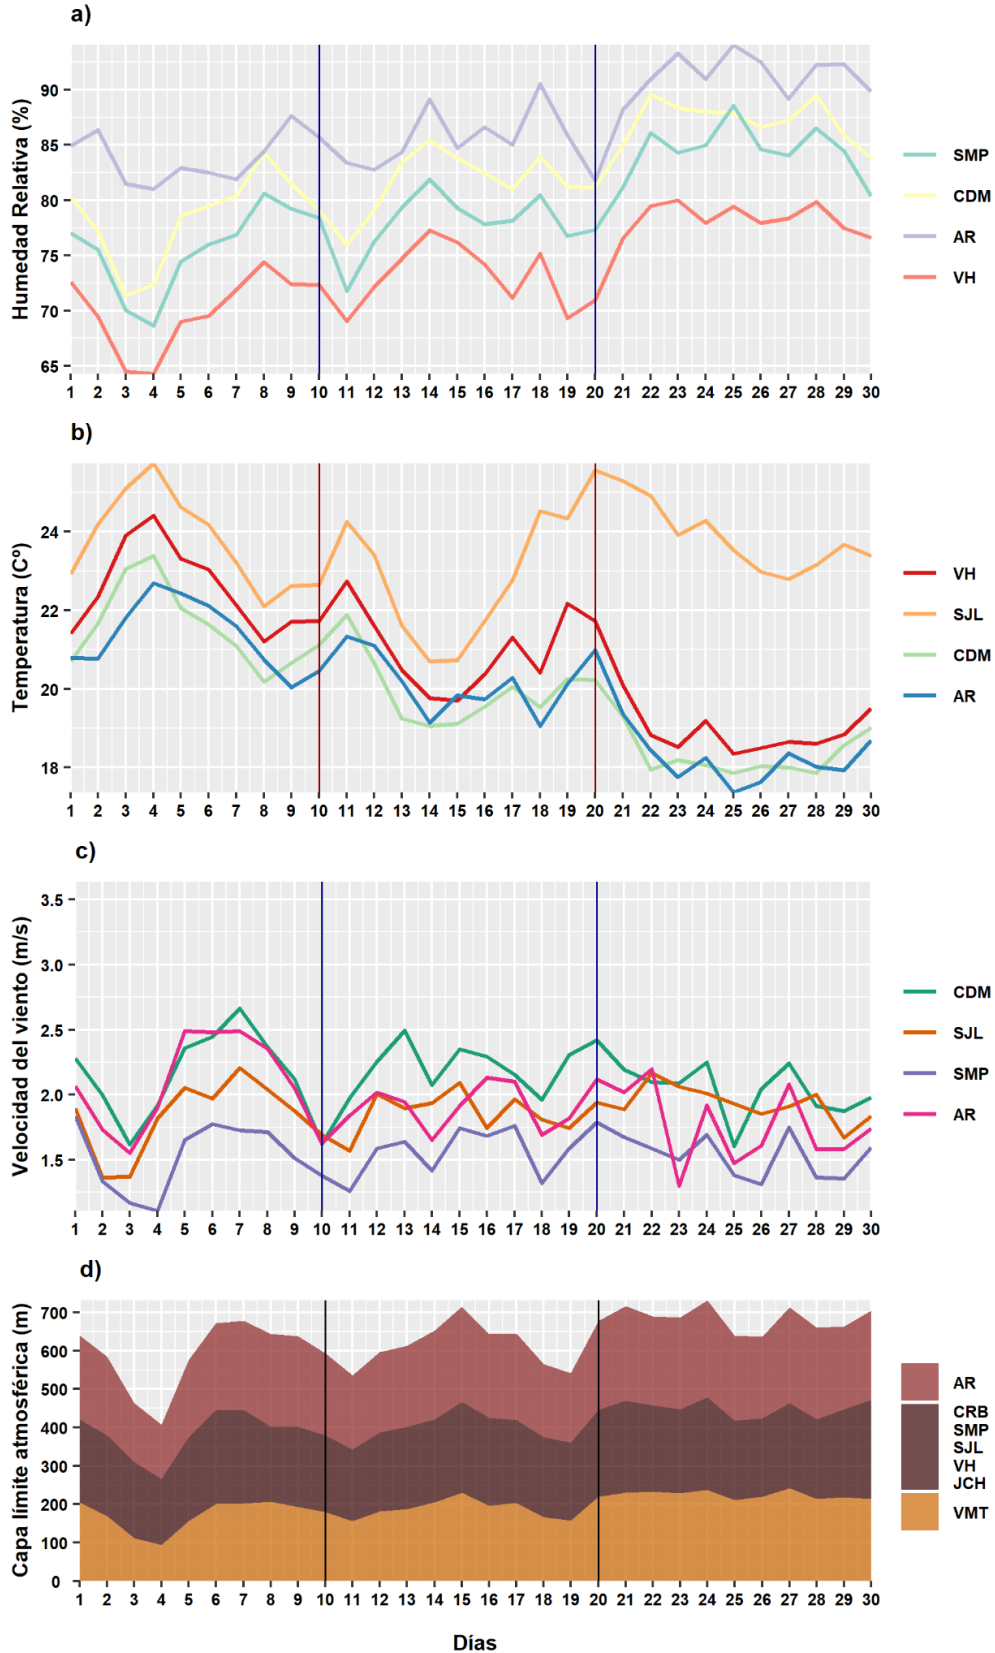 a)
Humedad Relativa (%)
90
85
80
75
70
65
1 2 3 4 5 6 7 8 9 10 11 12 13 14 15 16 17 18 19 20 21 22 23 24 25 26 27 28 29 30
SMP
CDM
AR
VH
b)
Temperatura (Cº)
24
22
20
18
1 2 3 4 5 6 7 8 9 10 11 12 13 14 15 16 17 18 19 20 21 22 23 24 25 26 27 28 29 30
VH
SJL
CDM
AR
c)
Velocidad del viento (m/s)
3.5
3.0
2.5
2.0
1.5
1 2 3 4 5 6 7 8 9 10 11 12 13 14 15 16 17 18 19 20 21 22 23 24 25 26 27 28 29 30
CDM
SJL
SMP
AR
d)
Capa limite atmosférica (m)
700
600
500
400
300
200
100
0
1 2 3 4 5 6 7 8 9 10 11 12 13 14 15 16 17 18 19 20 21 22 23 24 25 26 27 28 29 30
AR
CRB
SMP
SJL
VH
JCH
VMT
Días